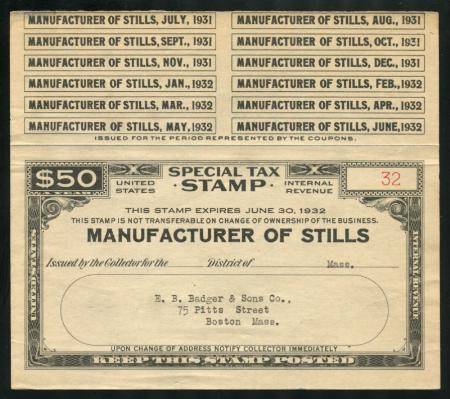 MANUFACTURER OF STILLS, JULY, 1931
MANUFACTURER OF STILLS, AUG., 1931
MANUFACTURER OF STILLS, SEPT., 1931
MANUFACTURER OF STILLS, OCT., 1931
MANUFACTURER OF STILLS, NOV., 1931
MANUFACTURER OF STILLS, DEC., 1931
MANUFACTURER OF STILLS, JAN., 1932
MANUFACTURER OF STILLS, FEB., 1932
MANUFACTURER OF STILLS, MAR., 1932
MANUFACTURER OF STILLS, APR., 1932
MANUFACTURER OF STILLS, MAY, 1932
MANUFACTURER OF STILLS, JUNE, 1932
ISSUED FOR THE PERIOD REPRESENTED BY THE COUPONS.
$50
A YEAR
UNITED STATES
SPECIAL TAX
STAMP
INTERNAL REVENUE
32
THIS STAMP EXPIRES JUNE 30, 1932
THIS STAMP IS NOT TRANSFERABLE ON CHANGE OF OWNERSHIP OF THE BUSINESS.
MANUFACTURER OF STILLS
Issued by the Collector for the District of Mass.
UNITED STATES
INTERNAL REVENUE
E. B. Badger & Sons Co.,
75 Pitts Street
Boston Mass.
UPON CHANGE OF ADDRESS NOTIFY COLLECTOR IMMEDIATELY
KEEP THIS STAMP POSTED